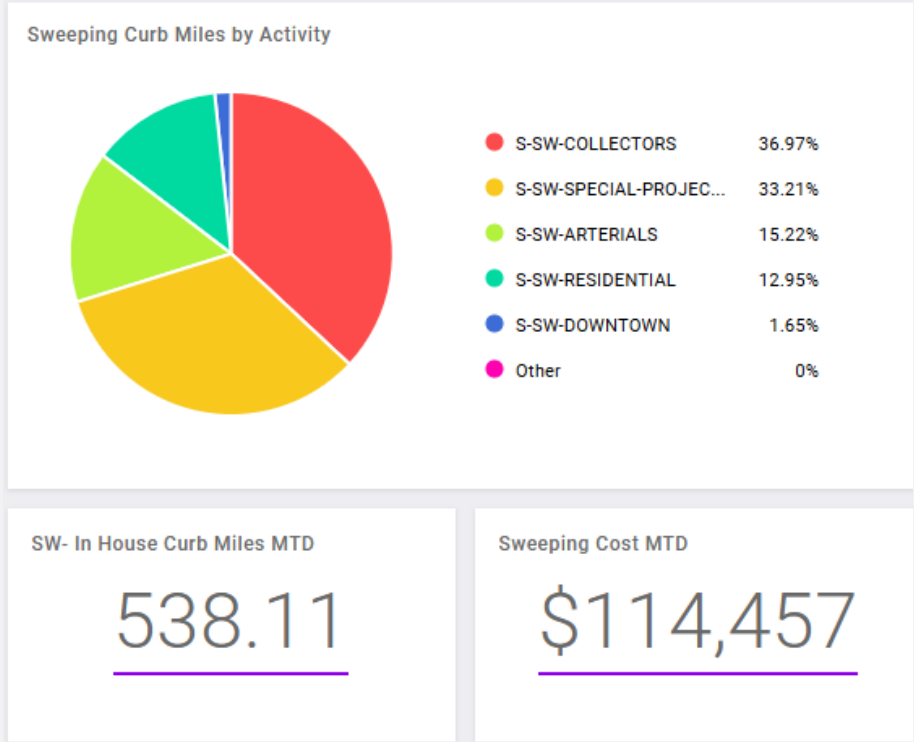 Sweeping Curb Miles by Activity
S-SW-COLLECTORS 36.97%
S-SW-SPECIAL-PROJEC... 33.21%
S-SW-ARTERIALS 15.22%
S-SW-RESIDENTIAL 12.95%
S-SW-DOWNTOWN 1.65%
Other 0%
SW- In House Curb Miles MTD
538.11
Sweeping Cost MTD
$114,457